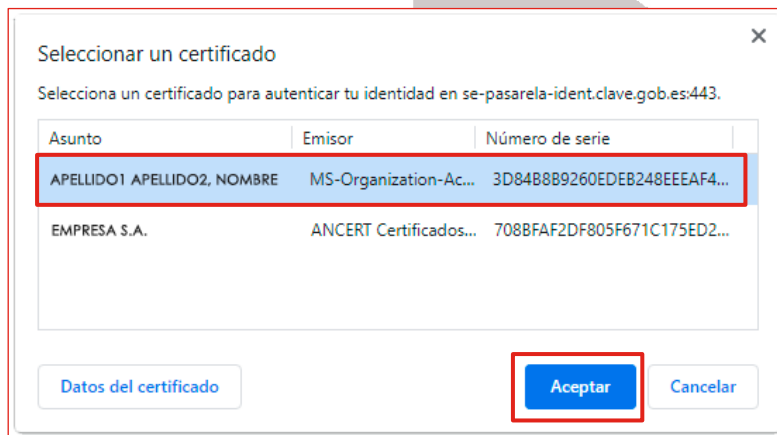 Seleccionar un certificado
Selecciona un certificado para autenticar tu identidad en se-pasarela-ident.clave.gob.es:443.
Asunto Emisor Número de serie
APELLIDO1 APELLIDO2, NOMBRE MS-Organization-Ac... 3D84B8B9260EDEB248EEEAF4...
EMPRESA S.A. ANCERT Certificados... 708BFAF2DF805F671C175ED2...
Datos del certificado Aceptar Cancelar